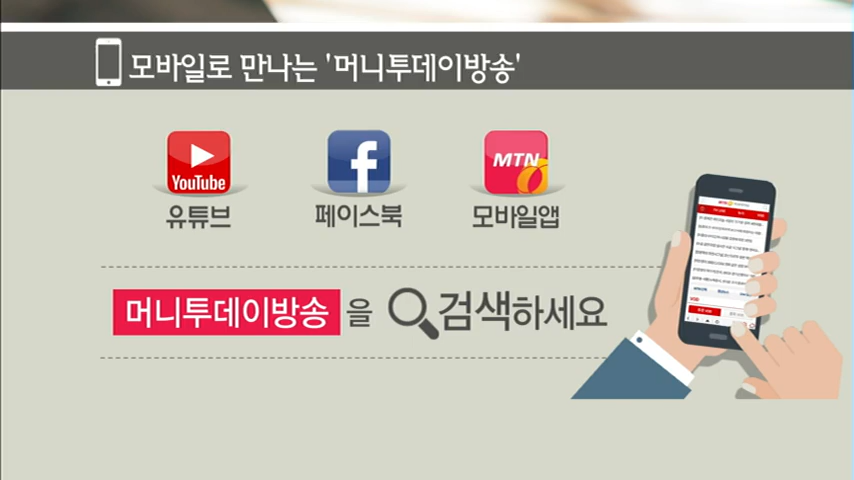 모바일로 만나는 '머니투데이방송'
YouTube
MTN
유튜브
페이스북
모바일앱
머니투데이방송을 검색하세요